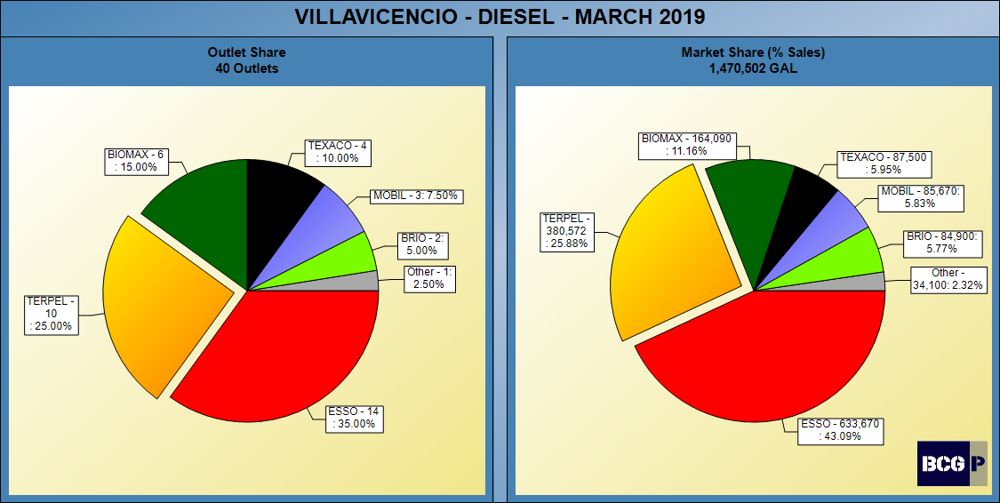 VILLAVICENCIO - DIESEL - MARCH 2019
Outlet Share
40 Outlets
BIOMAX - 6
: 15.00%
TEXACO - 4
: 10.00%
MOBIL - 3: 7.50%
BRIO - 2:
5.00%
Other - 1:
2.50%
TERPEL -
10
: 25.00%
ESSO - 14
: 35.00%
Market Share (% Sales)
1,470,502 GAL
BIOMAX - 164,090
: 11.16%
TEXACO - 87,500
: 5.95%
MOBIL - 85,670:
5.83%
TERPEL -
380,572
: 25.88%
BRIO - 84,900:
5.77%
Other -
34,100: 2.32%
ESSO - 633,670
: 43.09%
BCG P